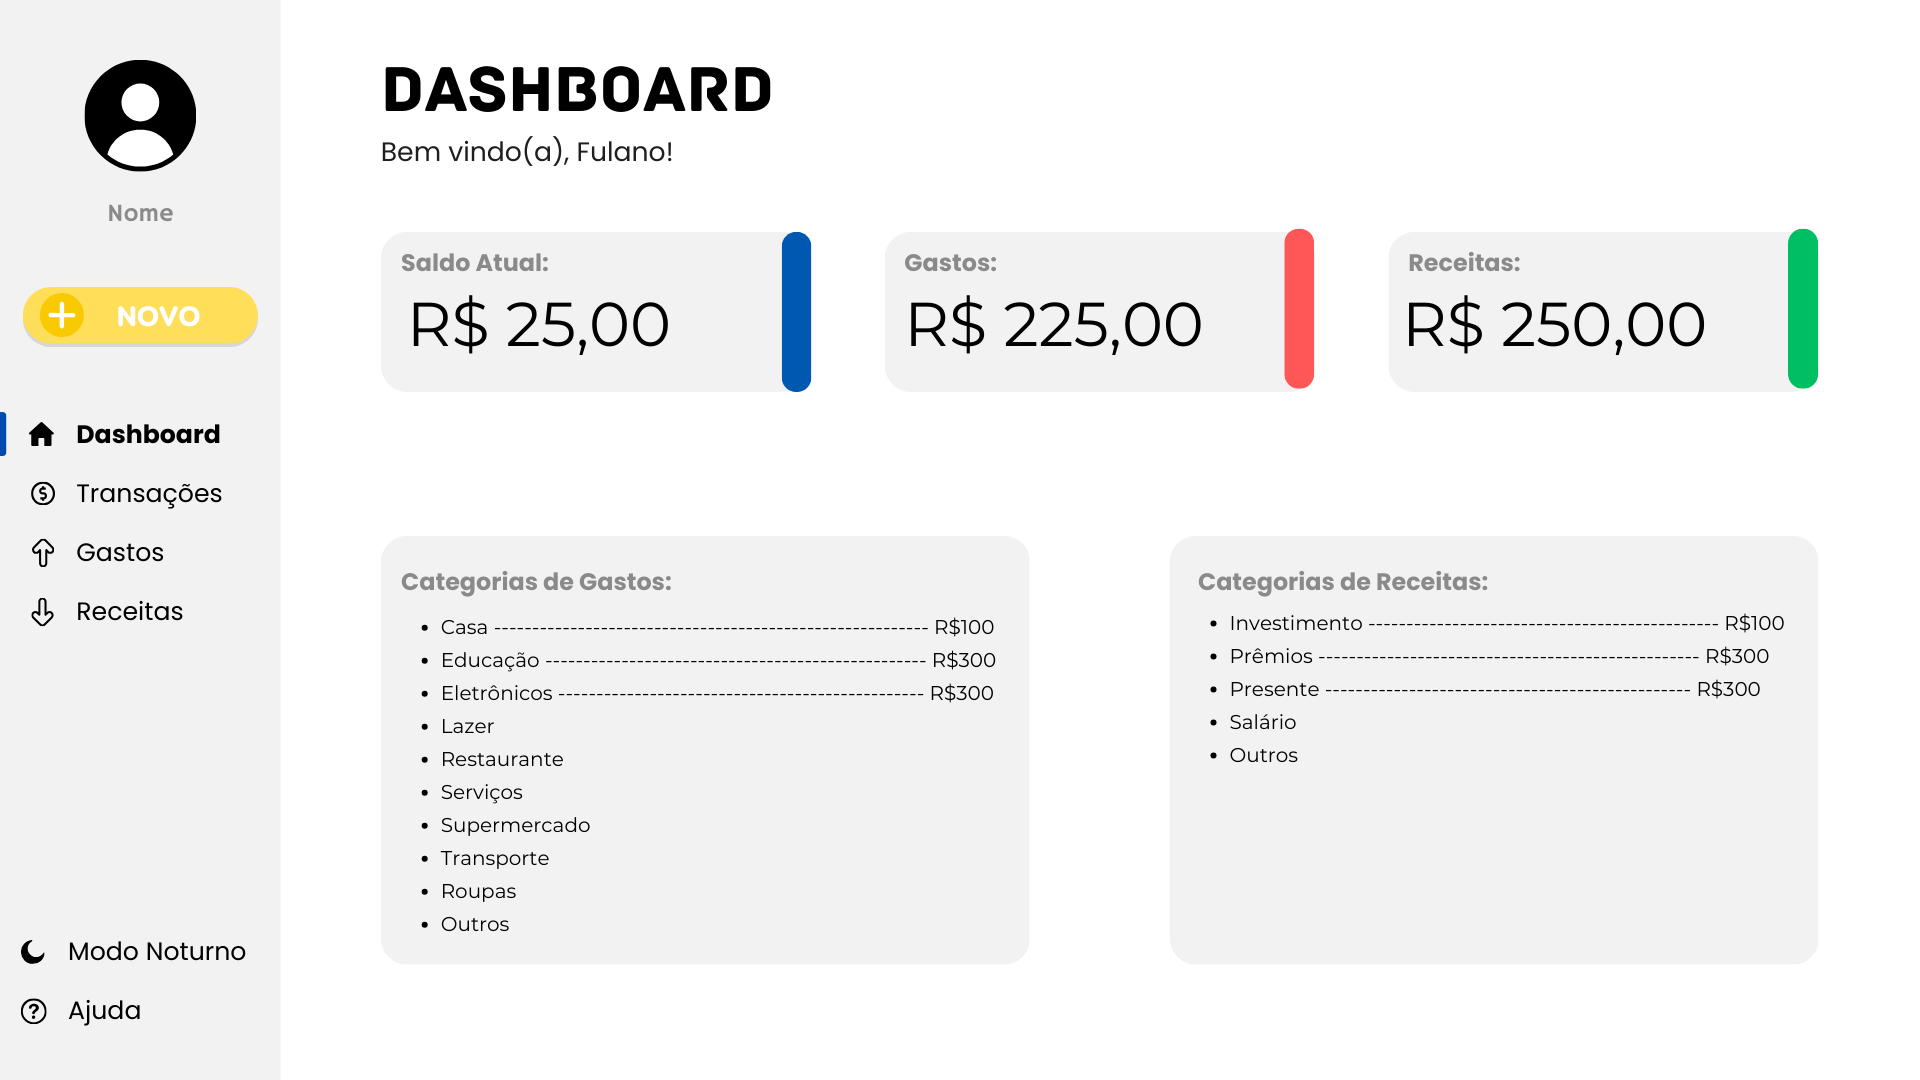 Nome
NOVO
Dashboard
Transações
Gastos
Receitas
Modo Noturno
Ajuda
DASHBOARD
Bem vindo(a), Fulano!
Saldo Atual:
R$ 25,00
Gastos:
R$ 225,00
Receitas:
R$ 250,00
Categorias de Gastos:
• Casa --------------------------------------------------------- R$100
• Educação -------------------------------------------------- R$300
• Eletrônicos ------------------------------------------------ R$300
• Lazer
• Restaurante
• Serviços
• Supermercado
• Transporte
• Roupas
• Outros
Categorias de Receitas:
• Investimento ---------------------------------------------- R$100
• Prêmios -------------------------------------------------- R$300
• Presente ------------------------------------------------ R$300
• Salário
• Outros